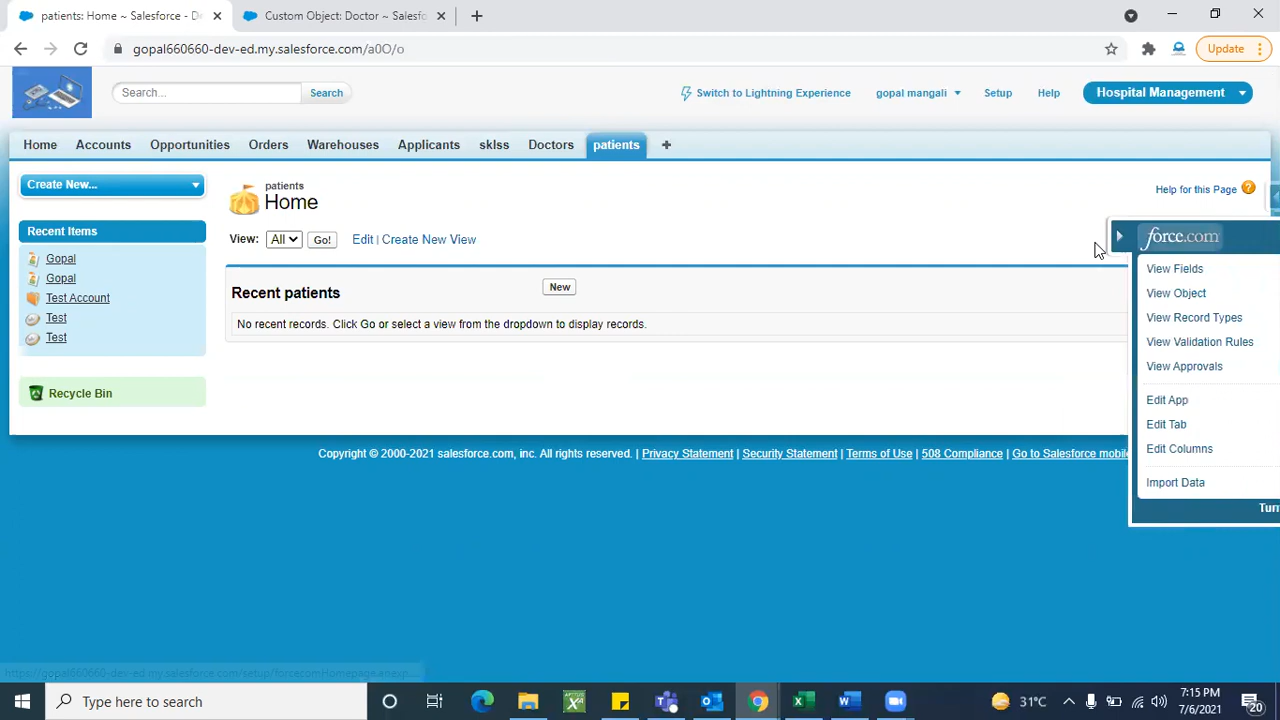 patients: Home ~ Salesforce - De
Custom Object: Doctor ~ Salesfo
gopal660660-dev-ed.my.salesforce.com/a0O/o
Update
Search...
Search
Switch to Lightning Experience
gopal mangali
Setup
Help
Hospital Management
Home
Accounts
Opportunities
Orders
Warehouses
Applicants
sklss
Doctors
patients
Create New...
patients
Home
Help for this Page
Recent Items
View:
All
Go!
Edit | Create New View
force.com
Gopal
Gopal
Test Account
Test
Test
Recent patients
New
No recent records. Click Go or select a view from the dropdown to display records.
View Fields
View Object
View Record Types
View Validation Rules
View Approvals
Edit App
Edit Tab
Edit Columns
Import Data
Turn
Recycle Bin
Copyright © 2000-2021 salesforce.com, inc. All rights reserved. | Privacy Statement | Security Statement | Terms of Use | 508 Compliance | Go to Salesforce mobile
Type here to search
31°C
7:15 PM
7/6/2021
20